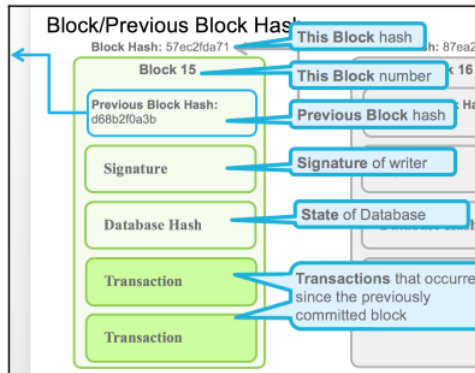 Block/Previous Block Hash
Block Hash: 57ec2fda71
This Block hash
87ea2
Block 15
This Block number
16
Previous Block Hash:
d68b2f0a3b
Previous Block hash
Signature
Signature of writer
Database Hash
State of Database
Transaction
Transactions that occurre
since the previously
committed block
Transaction